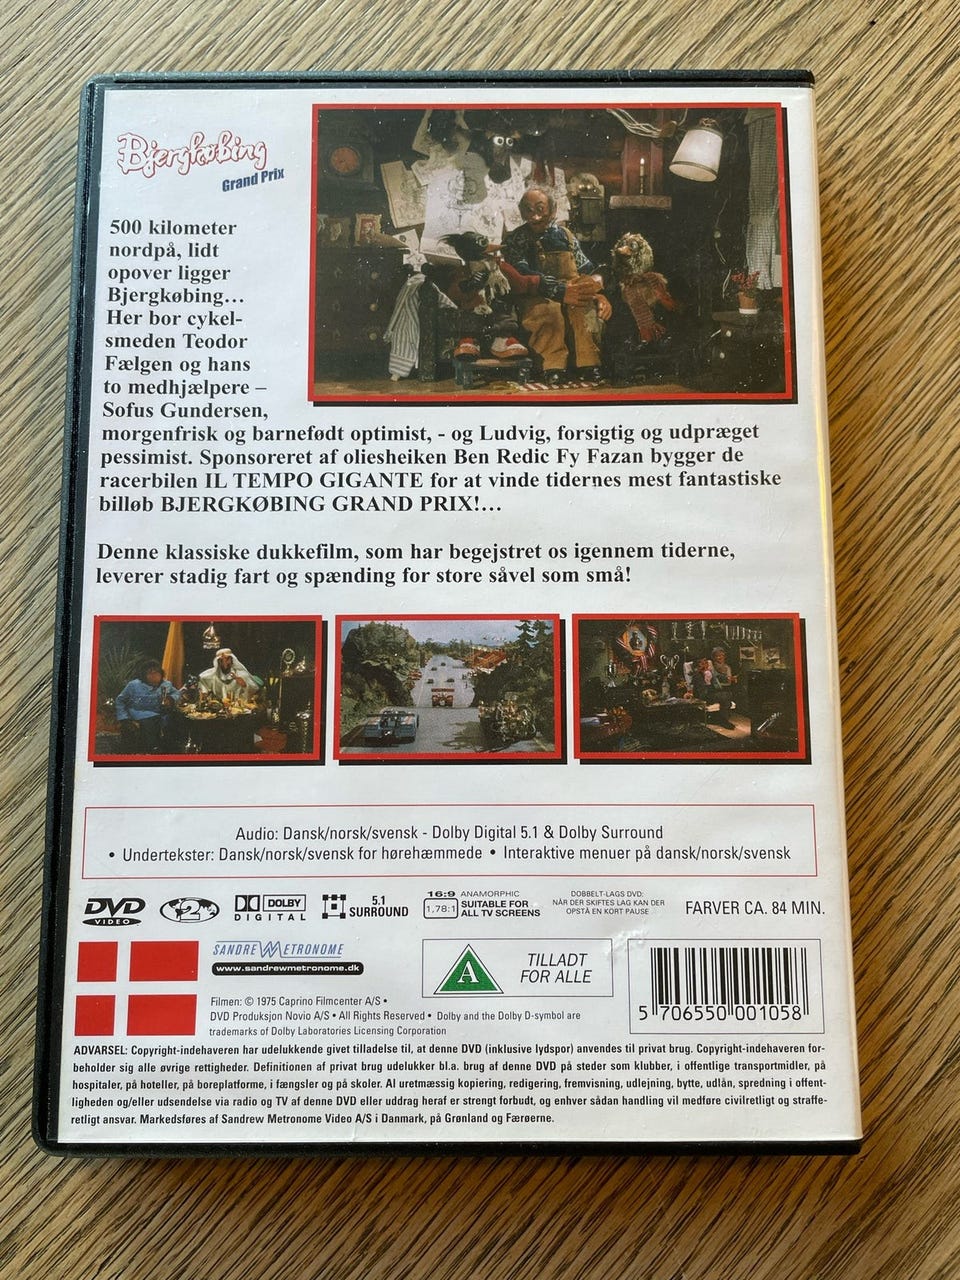 Bjergkøbing
Grand Prix
500 kilometer
nordpå, lidt
opover ligger
Bjergkøbing…
Her bor cykel-
smeden Teodor
Fælgen og hans
to medhjælpere –
Sofus Gundersen,
morgenfrisk og barnefødt optimist, - og Ludvig, forsigtig og udpræget
pessimist. Sponsoreret af oliesheiken Ben Redic Fy Fazan bygger de
racerbilen IL TEMPO GIGANTE for at vinde tidernes mest fantastiske
billøb BJERGKØBING GRAND PRIX!…
Denne klassiske dukkefilm, som har begejstret os igennem tiderne,
leverer stadig fart og spænding for store såvel som små!
Audio: Dansk/norsk/svensk - Dolby Digital 5.1 & Dolby Surround
• Undertekster: Dansk/norsk/svensk for hørehæmmede • Interaktive menuer på dansk/norsk/svensk
DVD
VIDEO
2
DOLBY
DIGITAL
5.1
SURROUND
16:9 ANAMORPHIC
1.78:1 SUITABLE FOR
ALL TV SCREENS
DOBBELT-LAGS DVD:
NÅR DER SKIFTES LAG KAN DER
OPSTÅ EN KORT PAUSE
FARVER CA. 84 MIN.
SANDREW METRONOME
www.sandrewmetronome.dk
A
TILLADT
FOR ALLE
5 706550 001058
Filmen: © 1975 Caprino Filmcenter A/S •
DVD Produksjon Novio A/S • All Rights Reserved • Dolby and the Dolby D-symbol are
trademarks of Dolby Laboratories Licensing Corporation
ADVARSEL: Copyright-indehaveren har udelukkende givet tilladelse til, at denne DVD (inklusive lydspor) anvendes til privat brug. Copyright-indehaveren for-
beholder sig alle øvrige rettigheder. Definitionen af privat brug udelukker bl.a. brug af denne DVD på steder som klubber, i offentlige transportmidler, på
hospitaler, på hoteller, på boreplatforme, i fængsler og på skoler. Al uretmæssig kopiering, redigering, fremvisning, udlejning, bytte, udlån, spredning i offent-
ligheden og/eller udsendelse via radio og TV af denne DVD eller uddrag heraf er strengt forbudt, og enhver sådan handling vil medføre civilretligt og straffe-
retligt ansvar. Markedsføres af Sandrew Metronome Video A/S i Danmark, på Grønland og Færøerne.